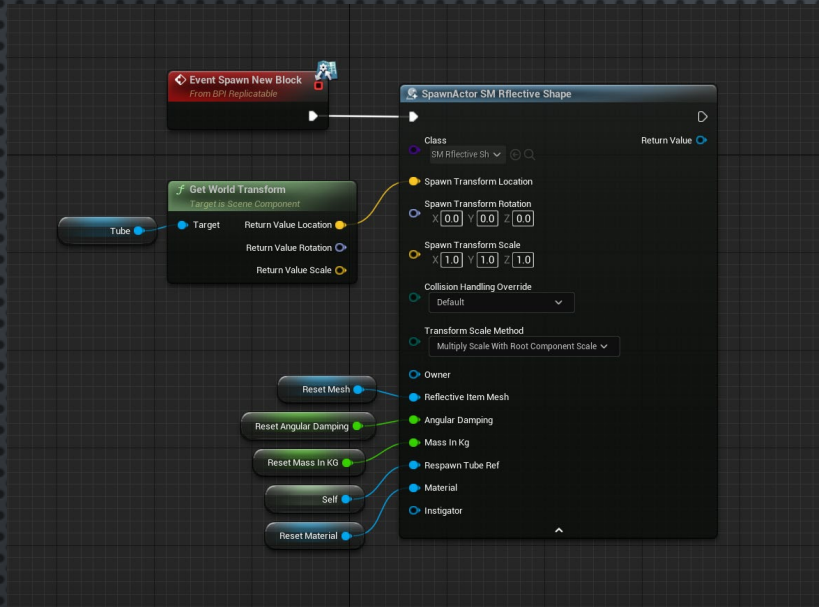 Event Spawn New Block
From BPI Replicatable
SpawnActor SM Rflective Shape
Class
SM Rflective Sh
Return Value
Get World Transform
Target is Scene Component
Tube
Target
Return Value Location
Return Value Rotation
Return Value Scale
Spawn Transform Location
Spawn Transform Rotation
X 0.0 Y 0.0 Z 0.0
Spawn Transform Scale
X 1.0 Y 1.0 Z 1.0
Collision Handling Override
Default
Transform Scale Method
Multiply Scale With Root Component Scale
Owner
Reset Mesh
Reflective Item Mesh
Reset Angular Damping
Angular Damping
Reset Mass In KG
Mass In Kg
Self
Respawn Tube Ref
Reset Material
Material
Instigator